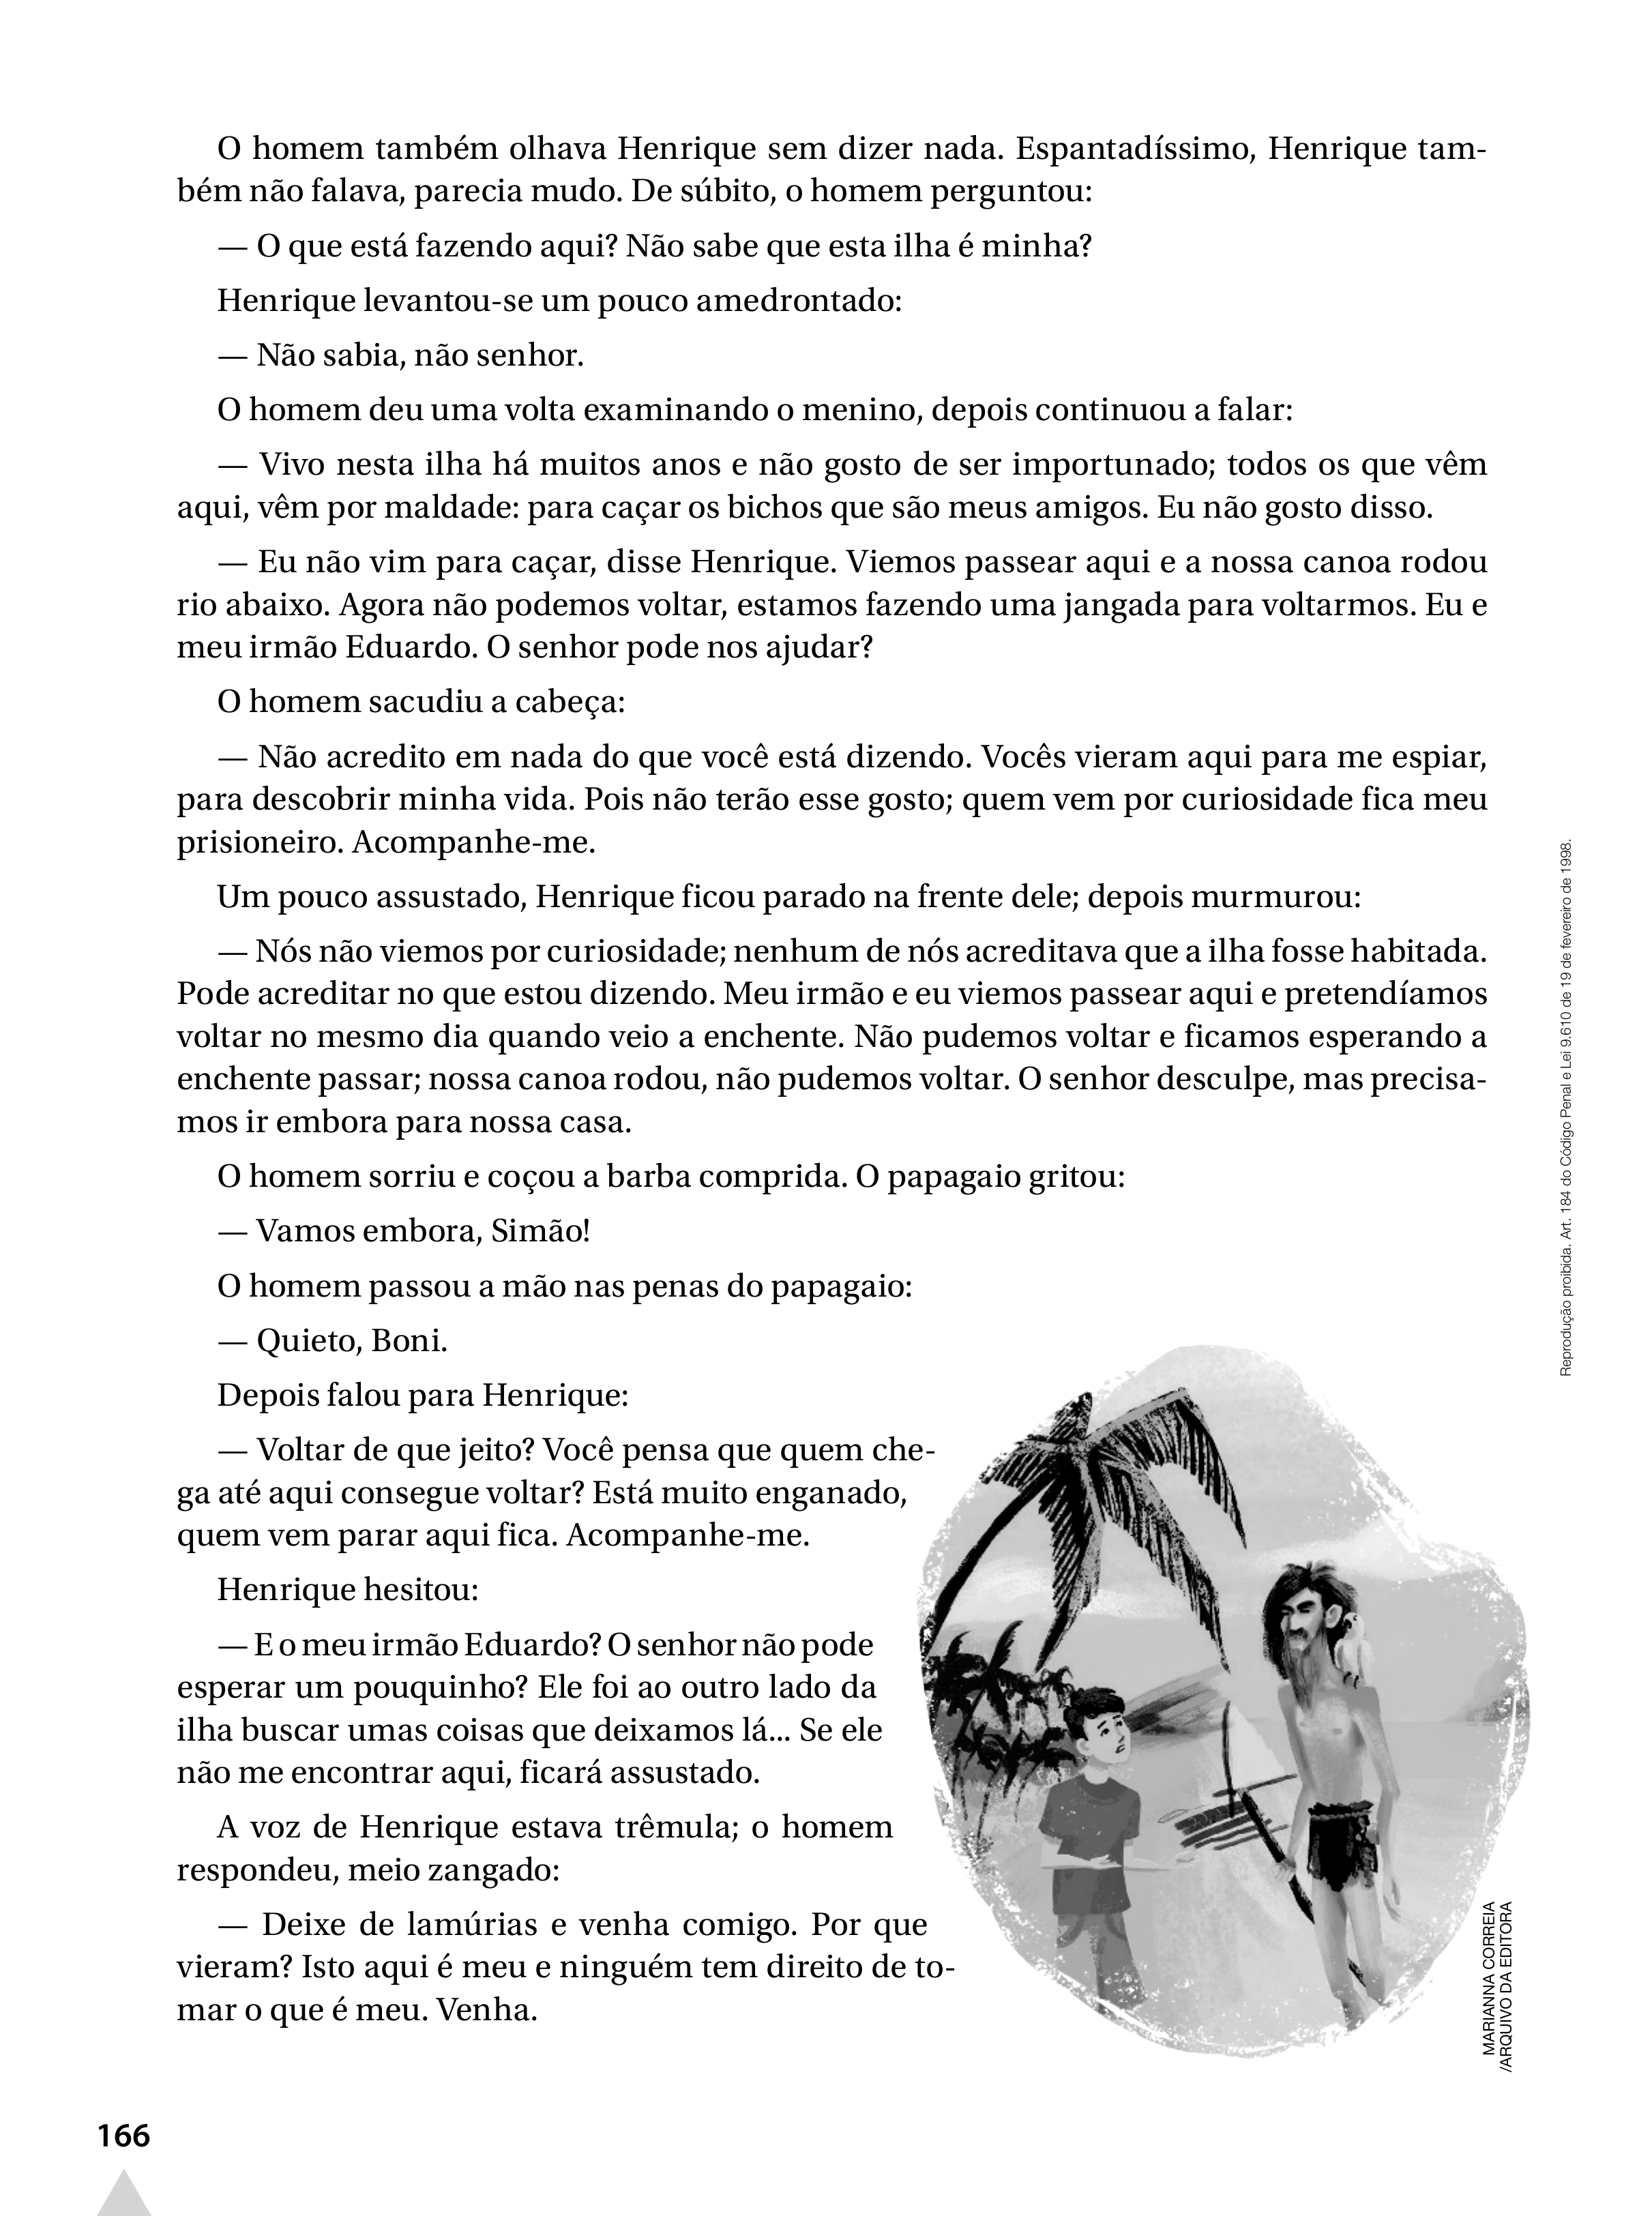 O homem também olhava Henrique sem dizer nada. Espantadíssimo, Henrique tam-
bém não falava, parecia mudo. De súbito, o homem perguntou:
— O que está fazendo aqui? Não sabe que esta ilha é minha?
Henrique levantou-se um pouco amedrontado:
— Não sabia, não senhor.
O homem deu uma volta examinando o menino, depois continuou a falar:
— Vivo nesta ilha há muitos anos e não gosto de ser importunado; todos os que vêm
aqui, vêm por maldade: para caçar os bichos que são meus amigos. Eu não gosto disso.
— Eu não vim para caçar, disse Henrique. Viemos passear aqui e a nossa canoa rodou
rio abaixo. Agora não podemos voltar, estamos fazendo uma jangada para voltarmos. Eu e
meu irmão Eduardo. O senhor pode nos ajudar?
O homem sacudiu a cabeça:
— Não acredito em nada do que você está dizendo. Vocês vieram aqui para me espiar,
para descobrir minha vida. Pois não terão esse gosto; quem vem por curiosidade fica meu
prisioneiro. Acompanhe-me.
Um pouco assustado, Henrique ficou parado na frente dele; depois murmurou:
— Nós não viemos por curiosidade; nenhum de nós acreditava que a ilha fosse habitada.
Pode acreditar no que estou dizendo. Meu irmão e eu viemos passear aqui e pretendíamos
voltar no mesmo dia quando veio a enchente. Não pudemos voltar e ficamos esperando a
enchente passar; nossa canoa rodou, não pudemos voltar. O senhor desculpe, mas precisa-
mos ir embora para nossa casa.
O homem sorriu e coçou a barba comprida. O papagaio gritou:
— Vamos embora, Simão!
O homem passou a mão nas penas do papagaio:
— Quieto, Boni.
Depois falou para Henrique:
— Voltar de que jeito? Você pensa que quem che-
ga até aqui consegue voltar? Está muito enganado,
quem vem parar aqui fica. Acompanhe-me.
Henrique hesitou:
— E o meu irmão Eduardo? O senhor não pode
esperar um pouquinho? Ele foi ao outro lado da
ilha buscar umas coisas que deixamos lá... Se ele
não me encontrar aqui, ficará assustado.
A voz de Henrique estava trêmula; o homem
respondeu, meio zangado:
— Deixe de lamúrias e venha comigo. Por que
vieram? Isto aqui é meu e ninguém tem direito de to-
mar o que é meu. Venha.
MARIANNA CORREIA
/ARQUIVO DA EDITORA
Reprodução proibida. Art. 184 do Código Penal e Lei 9.610 de 19 de fevereiro de 1998.
166